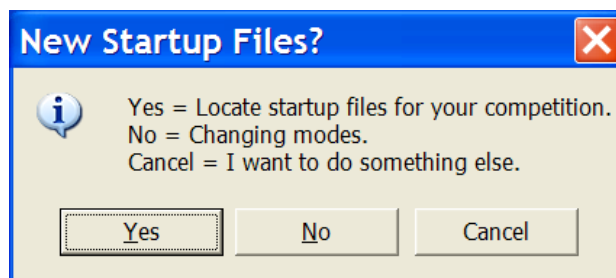 New Startup Files?
Yes = Locate startup files for your competition.
No = Changing modes.
Cancel = I want to do something else.
Yes No Cancel